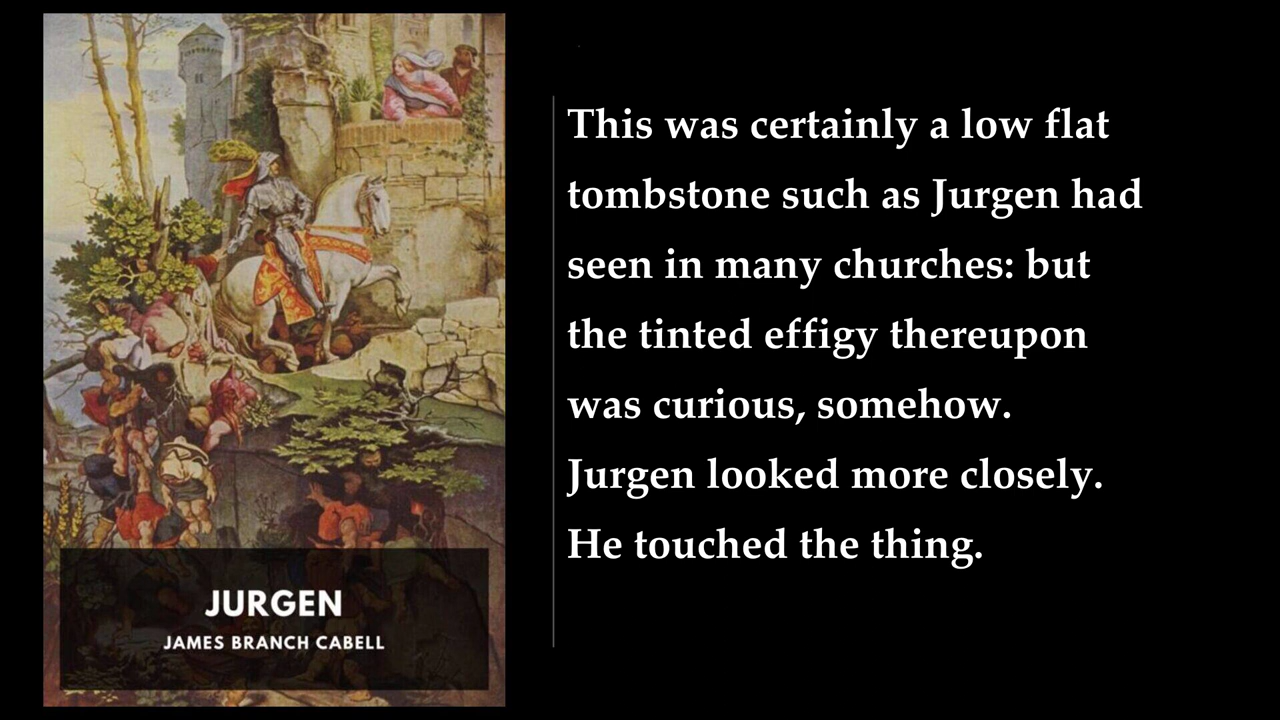 JURGEN
JAMES BRANCH CABELL
This was certainly a low flat
tombstone such as Jurgen had
seen in many churches: but
the tinted effigy thereupon
was curious, somehow.
Jurgen looked more closely.
He touched the thing.